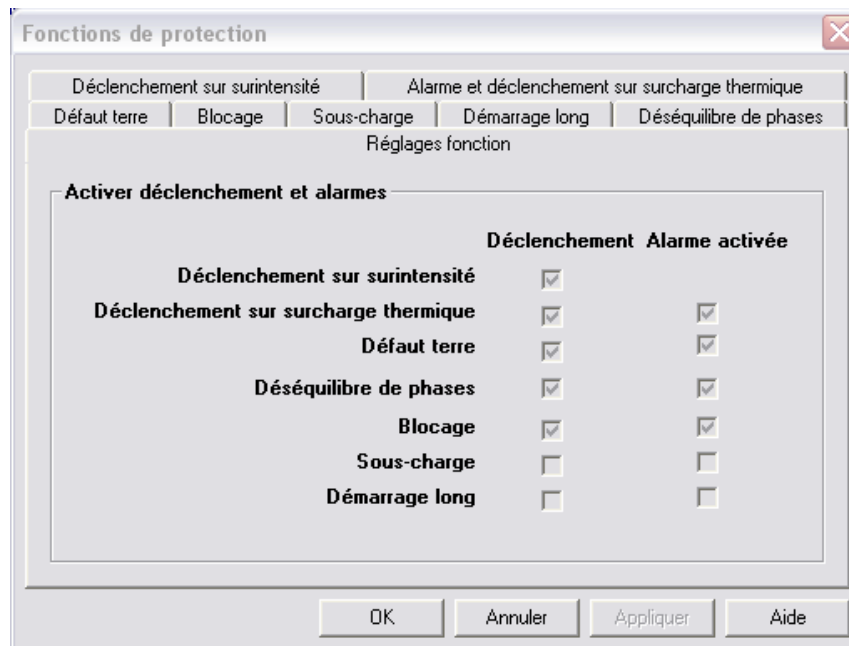 Fonctions de protection
Déclenchement sur surintensité
Alarme et déclenchement sur surcharge thermique
Défaut terre
Blocage
Sous-charge
Démarrage long
Déséquilibre de phases
Réglages fonction
Activer déclenchement et alarmes
Déclenchement Alarme activée
Déclenchement sur surintensité
Déclenchement sur surcharge thermique
Défaut terre
Déséquilibre de phases
Blocage
Sous-charge
Démarrage long
OK
Annuler
Appliquer
Aide